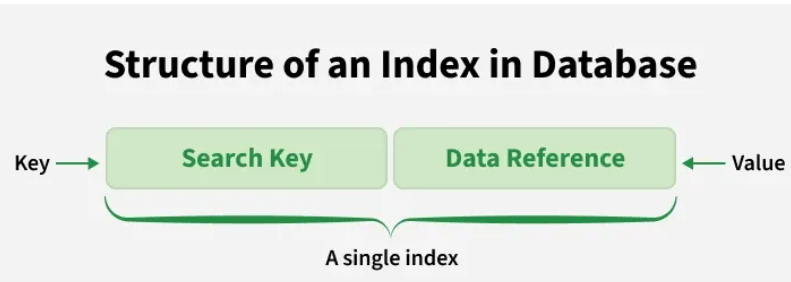 Structure of an Index in Database
Key Search Key Data Reference Value
A single index